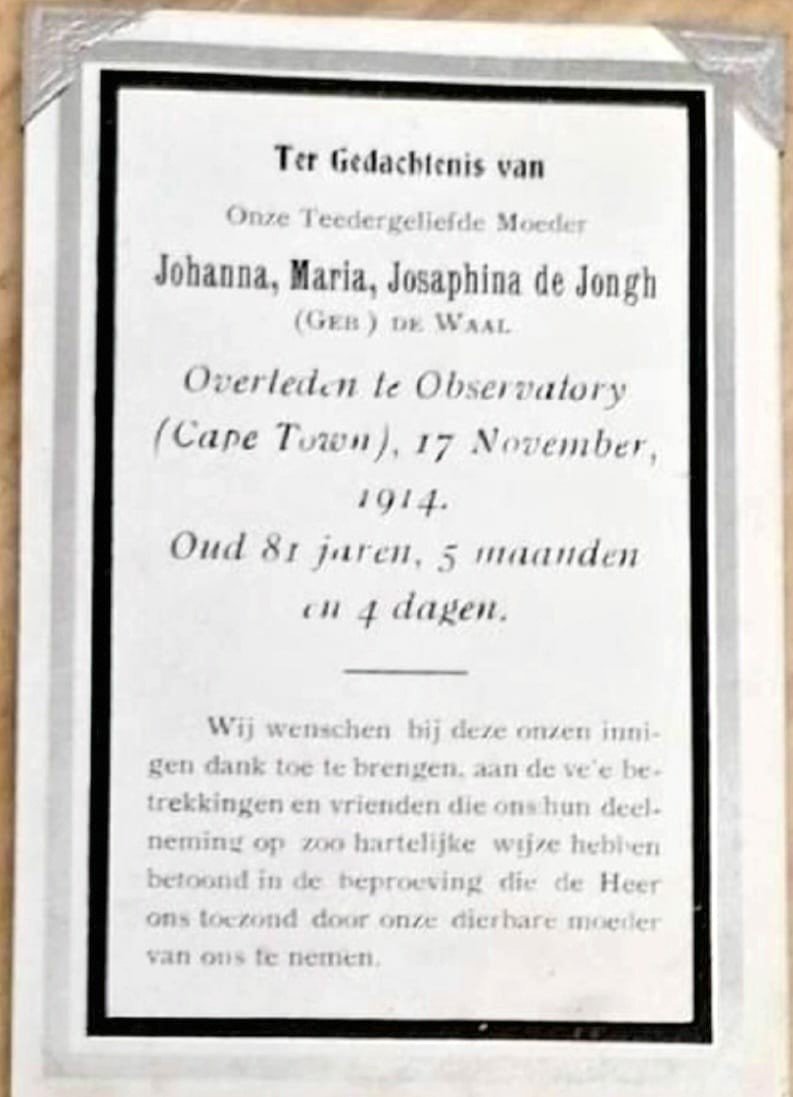 Ter Gedachtenis van
Onze Teedergeliefde Moeder
Johanna, Maria, Josaphina de Jongh
(GEB) DE WAAL
Overleden te Observatory
(Cape Town), 17 November,
1914.
Oud 81 jaren, 5 maanden
en 4 dagen.
Wij wenschen bij deze onzen inni-
gen dank toe te brengen, aan de ve'e be-
trekkingen en vrienden die ons hun deel-
neming op zoo hartelijke wijze hebben
betoond in de beproeving die de Heer
ons toezond door onze dierbare moeder
van ons te nemen.